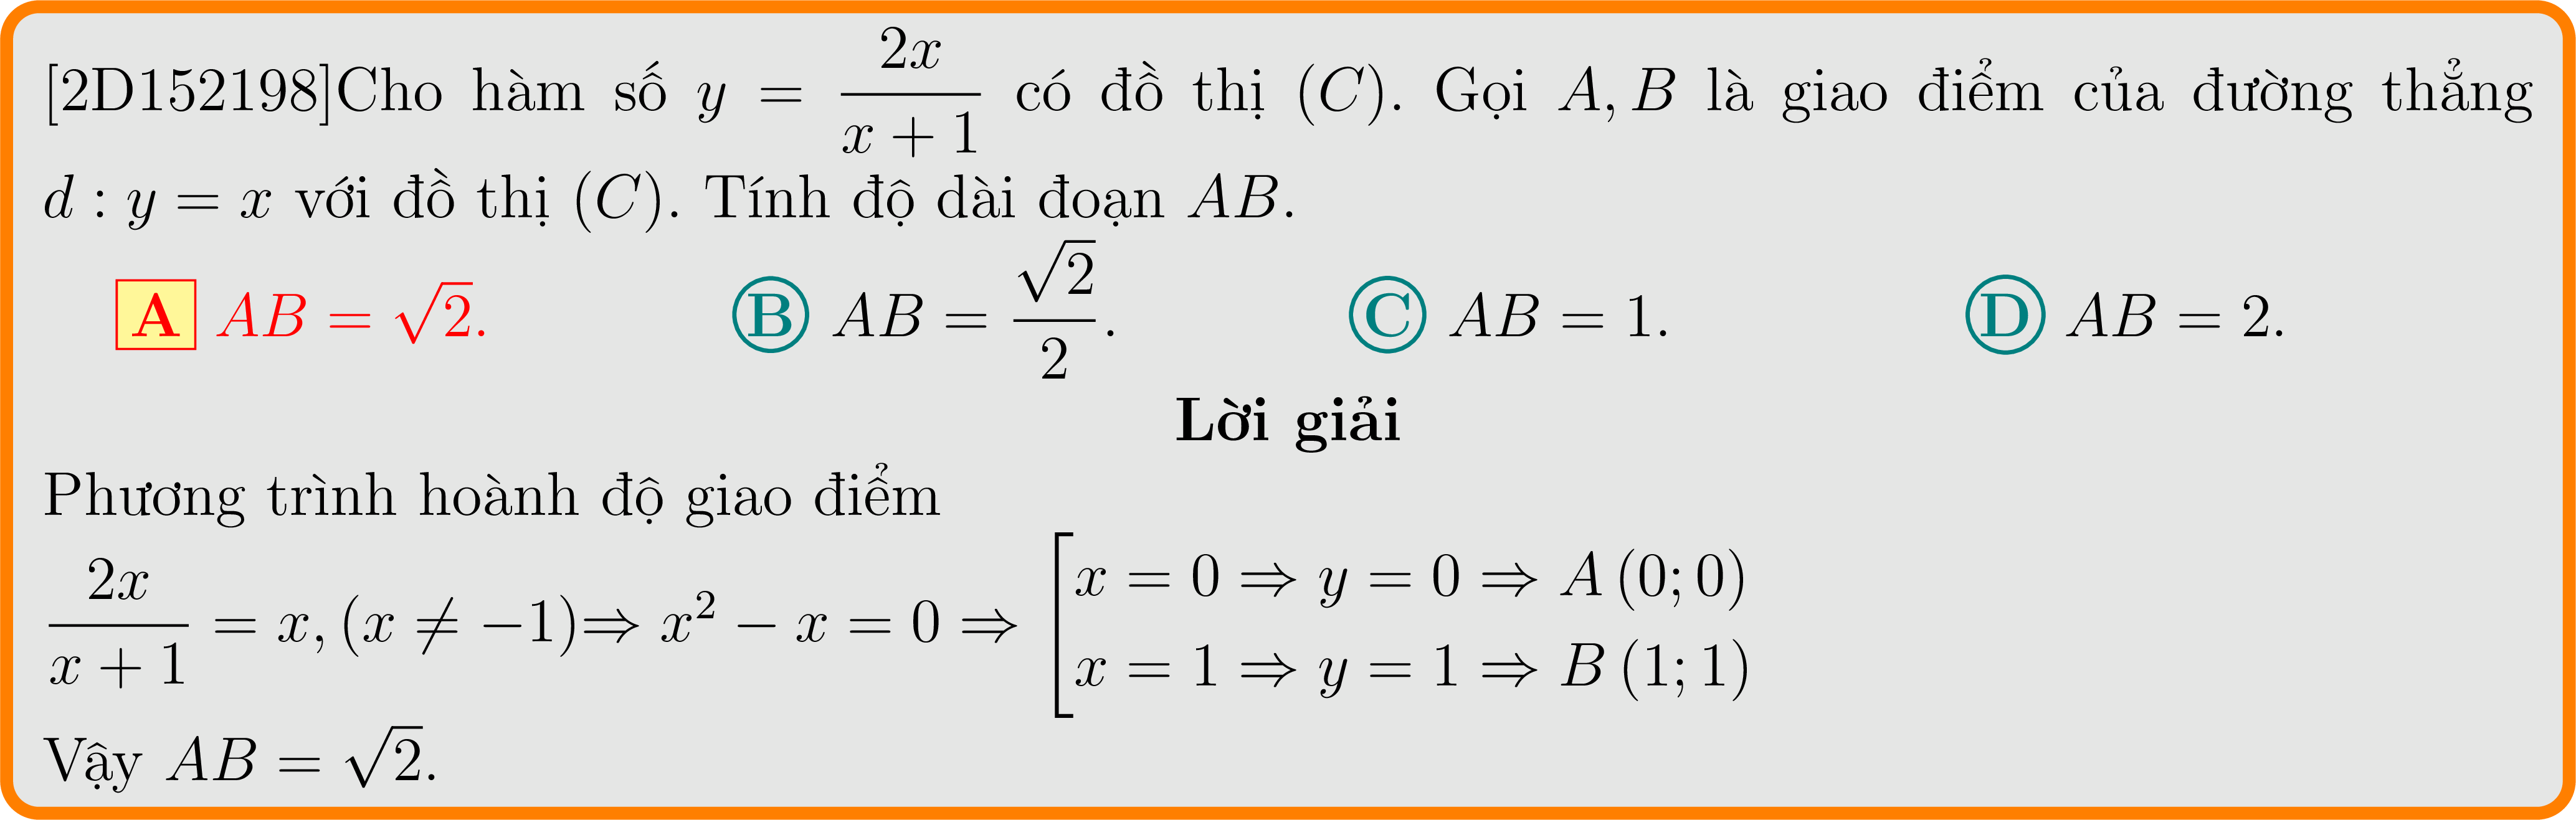 [2D152198]Cho hàm số $y = \dfrac{2x}{x+1}$ có đồ thị $(C)$. Gọi $A, B$ là giao điểm của đường thẳng
$d : y = x$ với đồ thị $(C)$. Tính độ dài đoạn $AB$.
A $AB = \sqrt{2}$. B $AB = \dfrac{\sqrt{2}}{2}$. C $AB = 1$. D $AB = 2$.
Lời giải
Phương trình hoành độ giao điểm
$\dfrac{2x}{x+1} = x, (x \neq -1) \Rightarrow x^2 - x = 0 \Rightarrow \left[\begin{array}{l} x = 0 \Rightarrow y = 0 \Rightarrow A\,(0;0) \\ x = 1 \Rightarrow y = 1 \Rightarrow B\,(1;1) \end{array}\right.$
Vậy $AB = \sqrt{2}$.